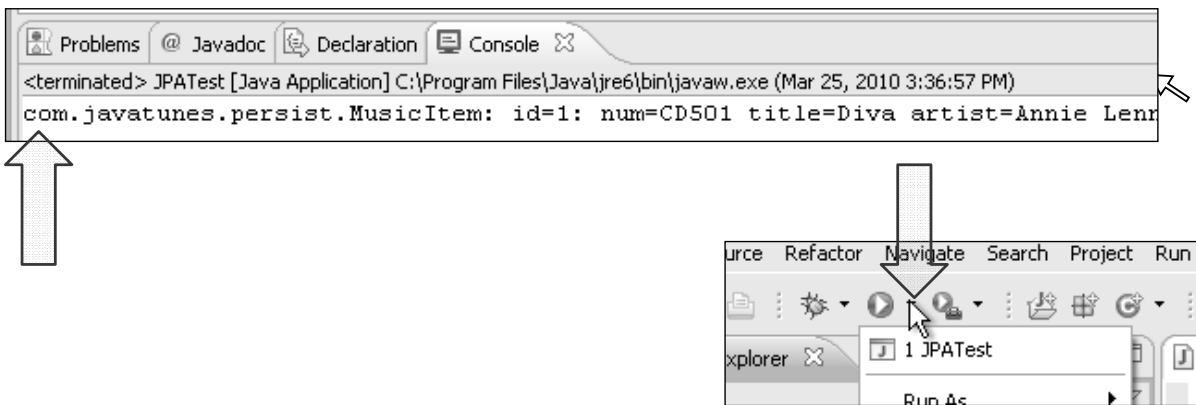 Problems @ Javadoc Declaration Console
<terminated> JPATest [Java Application] C:\Program Files\Java\jre6\bin\javaw.exe (Mar 25, 2010 3:36:57 PM)
com.javatunes.persist.MusicItem: id=1: num=CD501 title=Diva artist=Annie Lenn
urce Refactor Navigate Search Project Run
xplorer
1 JPATest
Run As